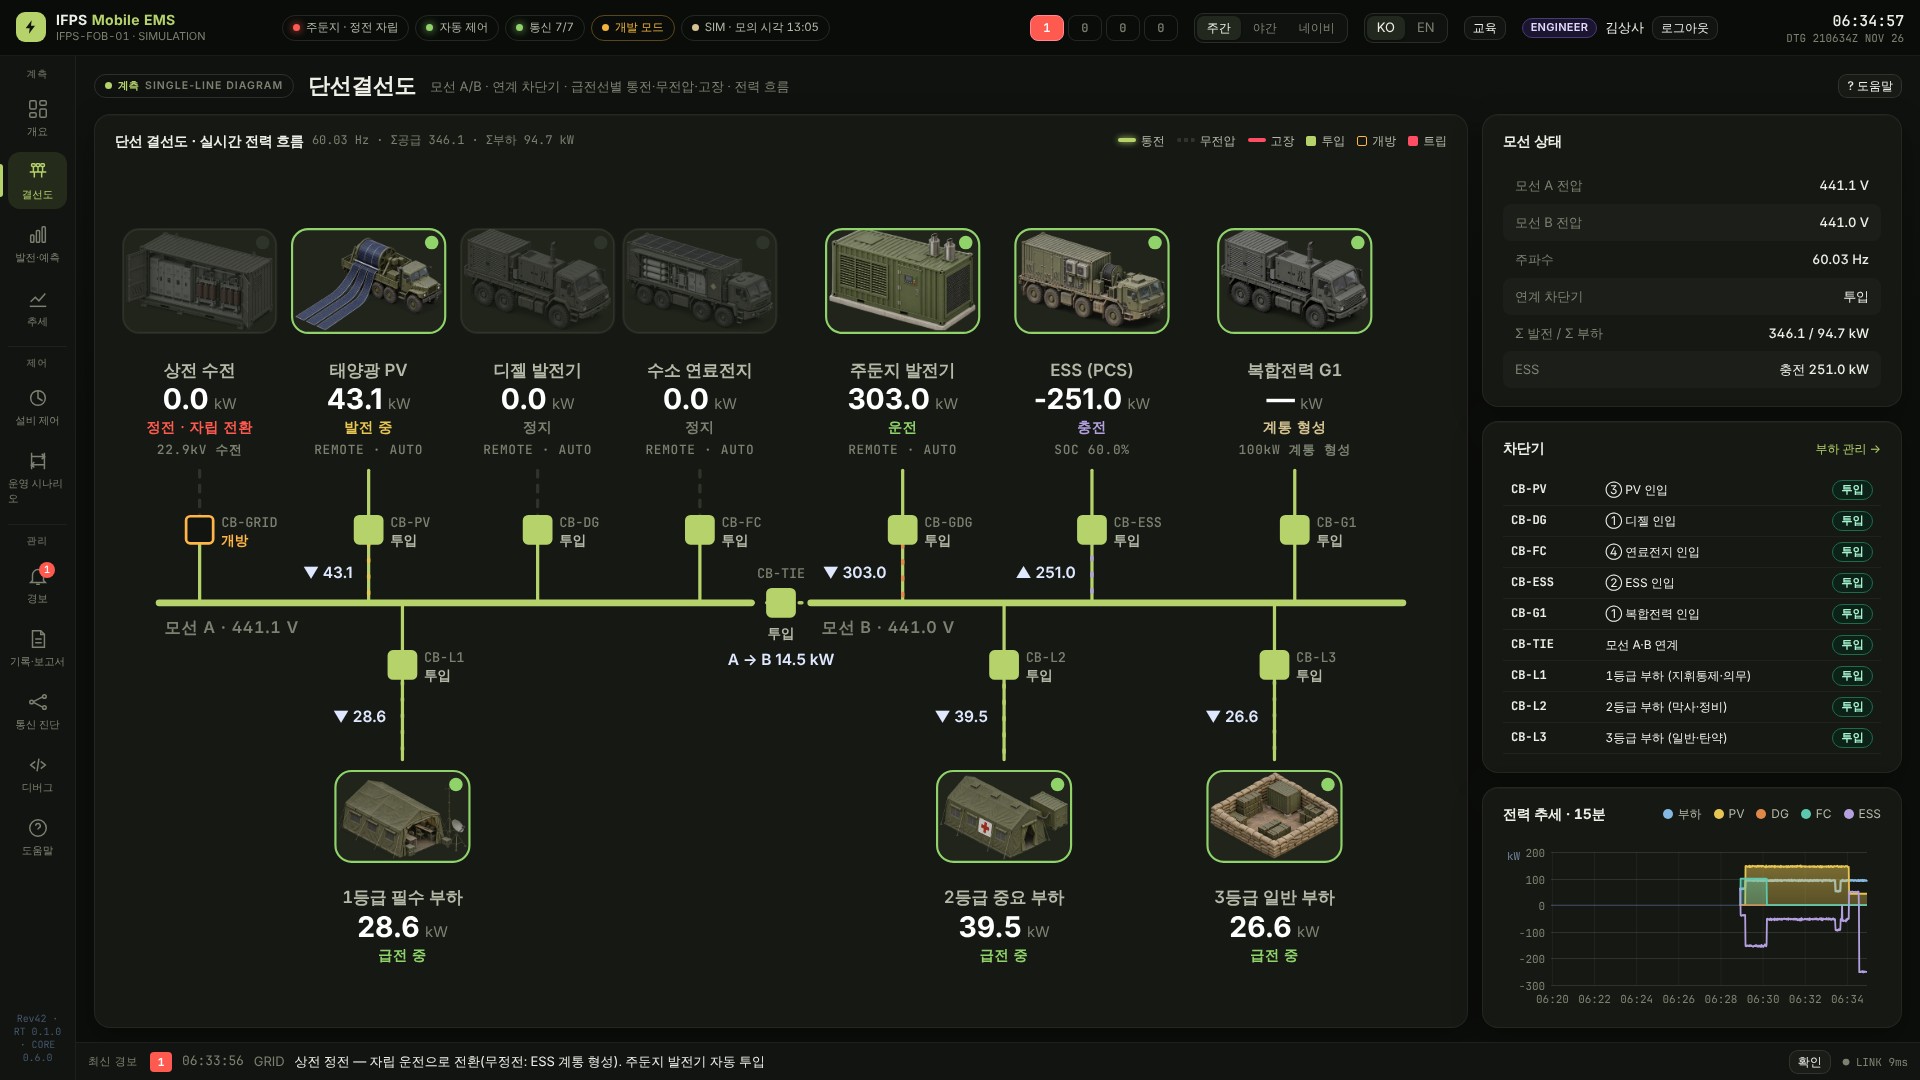 IFPS Mobile EMS
IFPS-FOB-01 · SIMULATION
주둔지 · 정전 자립
자동 제어
통신 7/7
개발 모드
SIM · 모의 시각 13:05
1 0 0 0
주간 야간 네이비
KO EN
교육
ENGINEER 김상사 로그아웃
06:34:57
DTG 210634Z NOV 26
계측
개요
결선도
발전·예측
추세
제어
설비 제어
운영 시나리오
관리
1
경보
기록·보고서
통신 진단
디버그
도움말
Rev42 · RT 0.1.0 · CORE 0.6.0
계측 SINGLE-LINE DIAGRAM
단선결선도
모선 A/B · 연계 차단기 · 급전선별 통전·무전압·고장 · 전력 흐름
? 도움말
단선 결선도 · 실시간 전력 흐름 60.03 Hz · Σ공급 346.1 · Σ부하 94.7 kW
통전 무전압 고장 투입 개방 트립
상전 수전
0.0 kW
정전 · 자립 전환
22.9kV 수전
태양광 PV
43.1 kW
발전 중
REMOTE · AUTO
디젤 발전기
0.0 kW
정지
REMOTE · AUTO
수소 연료전지
0.0 kW
정지
REMOTE · AUTO
주둔지 발전기
303.0 kW
운전
REMOTE · AUTO
ESS (PCS)
-251.0 kW
충전
SOC 60.0%
복합전력 G1
— kW
계통 형성
100kW 계통 형성
CB-GRID
개방
CB-PV
투입
CB-DG
투입
CB-FC
투입
CB-GDG
투입
CB-ESS
투입
CB-G1
투입
▼ 43.1
CB-TIE
▼ 303.0
▲ 251.0
모선 A · 441.1 V
투입
모선 B · 441.0 V
A → B 14.5 kW
CB-L1
투입
CB-L2
투입
CB-L3
투입
▼ 28.6
▼ 39.5
▼ 26.6
1등급 필수 부하
28.6 kW
급전 중
2등급 중요 부하
39.5 kW
급전 중
3등급 일반 부하
26.6 kW
급전 중
모선 상태
모선 A 전압 441.1 V
모선 B 전압 441.0 V
주파수 60.03 Hz
연계 차단기 투입
Σ 발전 / Σ 부하 346.1 / 94.7 kW
ESS 충전 251.0 kW
차단기 부하 관리 →
CB-PV ③ PV 인입 투입
CB-DG ① 디젤 인입 투입
CB-FC ④ 연료전지 인입 투입
CB-ESS ② ESS 인입 투입
CB-G1 ① 복합전력 인입 투입
CB-TIE 모선 A·B 연계 투입
CB-L1 1등급 부하 (지휘통제·의무) 투입
CB-L2 2등급 부하 (막사·정비) 투입
CB-L3 3등급 부하 (일반·탄약) 투입
전력 추세 · 15분
부하 PV DG FC ESS
kW 200
100
0
-100
-200
-300
06:20 06:22 06:24 06:26 06:28 06:30 06:32 06:34
최신 경보 1 06:33:56 GRID 상전 정전 — 자립 운전으로 전환(무정전: ESS 계통 형성). 주둔지 발전기 자동 투입
확인
LINK 9ms